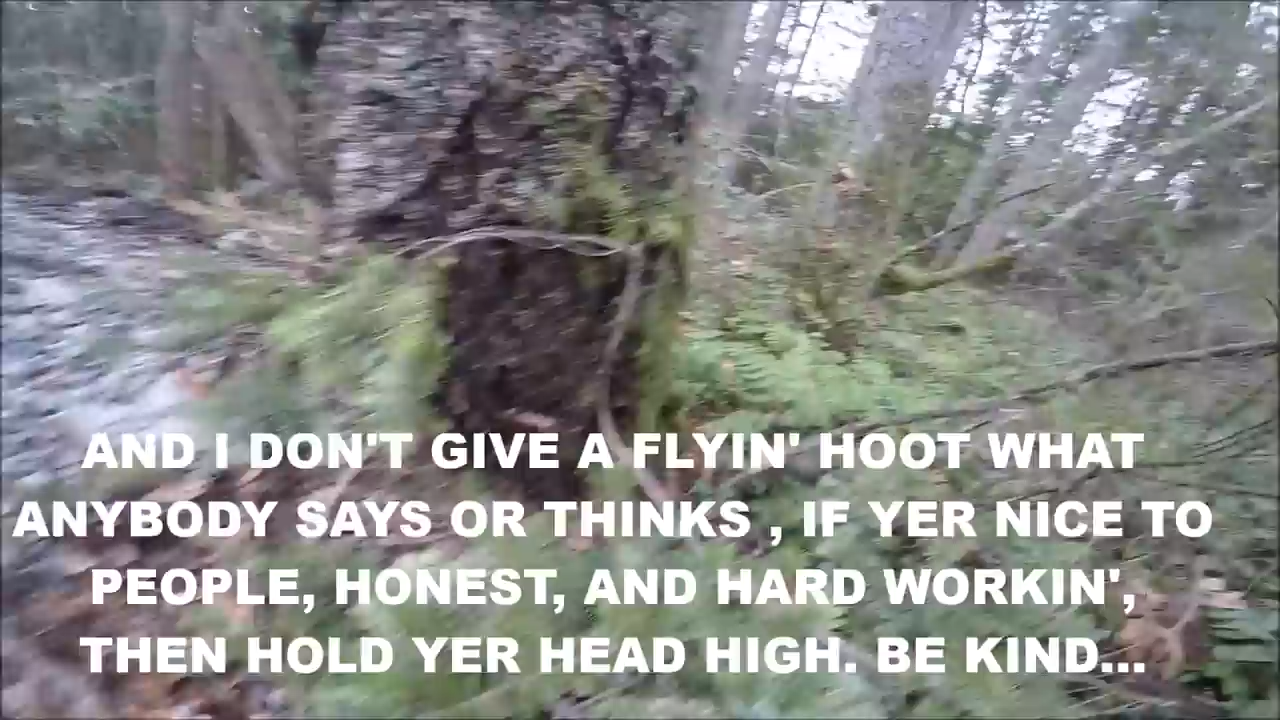 AND I DON'T GIVE A FLYIN' HOOT WHAT
ANYBODY SAYS OR THINKS , IF YER NICE TO
PEOPLE, HONEST, AND HARD WORKIN',
THEN HOLD YER HEAD HIGH. BE KIND...